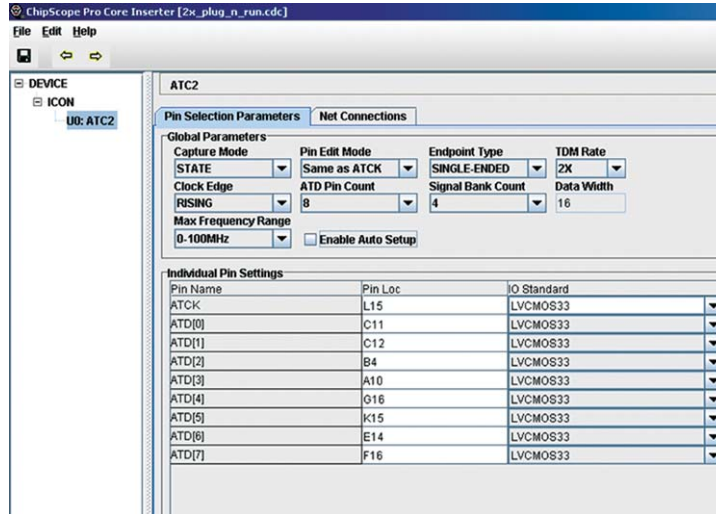 ChipScope Pro Core Inserter [2x_plug_n_run.cdc]
File Edit Help
DEVICE
ICON
U0: ATC2
ATC2
Pin Selection Parameters Net Connections
Global Parameters
Capture Mode Pin Edit Mode Endpoint Type TDM Rate
STATE Same as ATCK SINGLE-ENDED 2X
Clock Edge ATD Pin Count Signal Bank Count Data Width
RISING 8 4 16
Max Frequency Range
0-100MHz Enable Auto Setup
Individual Pin Settings
Pin Name Pin Loc IO Standard
ATCK L15 LVCMOS33
ATD[0] C11 LVCMOS33
ATD[1] C12 LVCMOS33
ATD[2] B4 LVCMOS33
ATD[3] A10 LVCMOS33
ATD[4] G16 LVCMOS33
ATD[5] K15 LVCMOS33
ATD[6] E14 LVCMOS33
ATD[7] F16 LVCMOS33